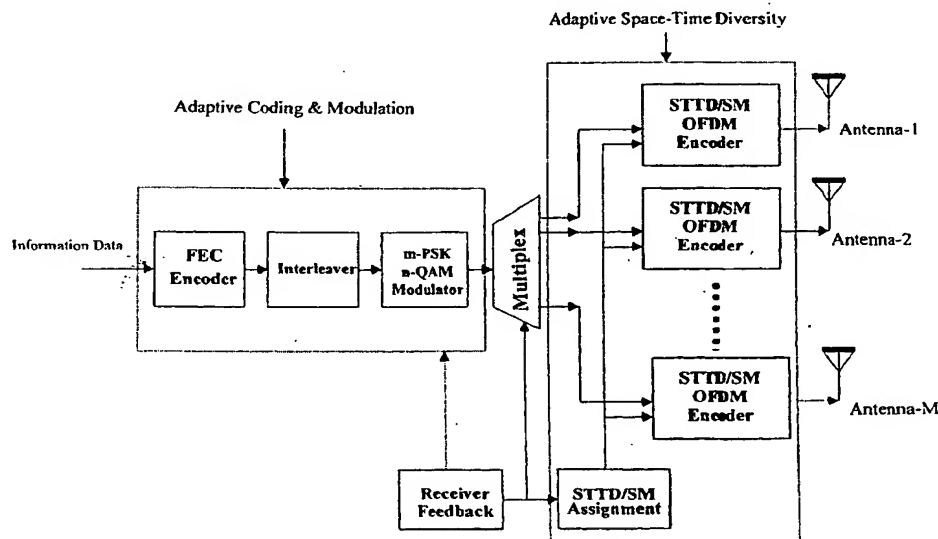 Adaptive Space-Time Diversity
Adaptive Coding & Modulation
STTD/SM
OFDM
Encoder
Antenna-1
Information Data
FEC
Encoder
Interleaver
m-PSK
n-QAM
Modulator
Multiplex
STTD/SM
OFDM
Encoder
Antenna-2
STTD/SM
OFDM
Encoder
Antenna-M
Receiver
Feedback
STTD/SM
Assignment